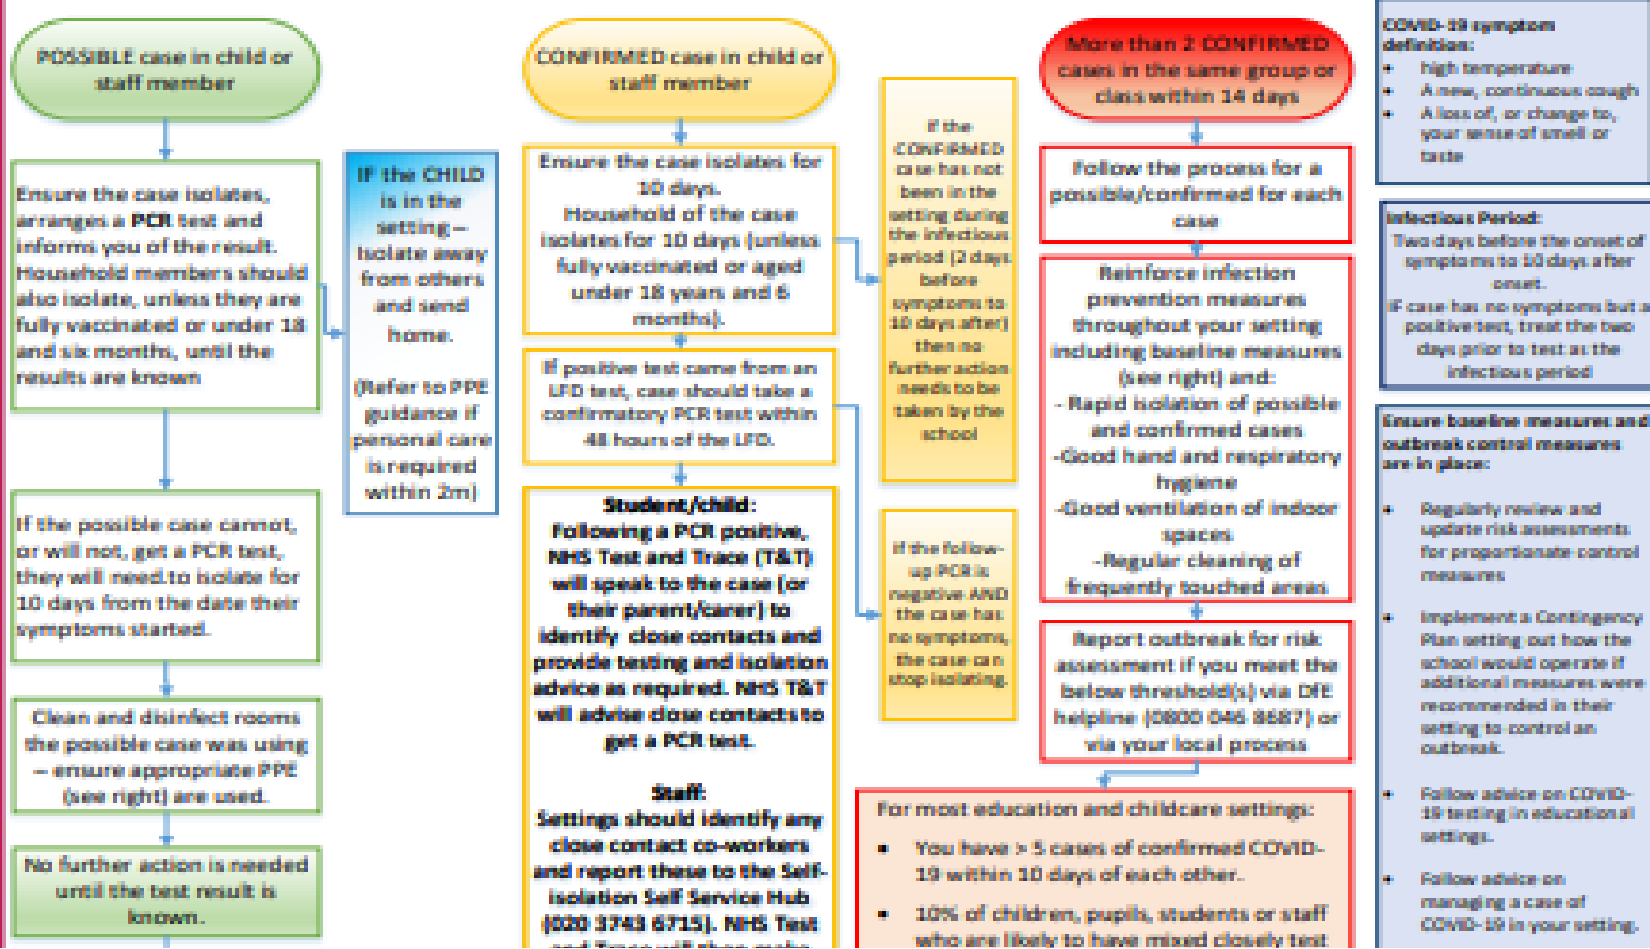 POSSIBLE case in child or
staff member
Ensure the case isolates,
arranges a PCR test and
informs you of the result.
Household members should
also isolate, unless they are
fully vaccinated or under 18
and six months, until the
results are known
If the possible case cannot,
or will not, get a PCR test,
they will need to isolate for
10 days from the date their
symptoms started.
Clean and disinfect rooms
the possible case was using
– ensure appropriate PPE
(see right) are used.
No further action is needed
until the test result is
known.
IF the CHILD
is in the
setting –
Isolate away
from others
and send
home.
(Refer to PPE
guidance if
personal care
is required
within 2m)
CONFIRMED case in child or
staff member
Ensure the case isolates for
10 days.
Household of the case
isolates for 10 days (unless
fully vaccinated or aged
under 18 years and 6
months).
If positive test came from an
LFD test, case should take a
confirmatory PCR test within
48 hours of the LFD.
Student/child:
Following a PCR positive,
NHS Test and Trace (T&T)
will speak to the case (or
their parent/carer) to
identify close contacts and
provide testing and isolation
advice as required. NHS T&T
will advise close contacts to
get a PCR test.
Staff:
Settings should identify any
close contact co-workers
and report these to the Self-
isolation Self Service Hub
(020 3743 6715). NHS Test
and Trace will then make
if the
CONFIRMED
case has not
been in the
setting during
the infectious
period (2 days
before
symptoms to
10 days after)
then no
further action
needs to be
taken by the
school
If the follow-
up PCR is
negative AND
the case has
no symptoms,
the case can
stop isolating.
More than 2 CONFIRMED
cases in the same group or
class within 14 days
Follow the process for a
possible/confirmed for each
case
Reinforce infection
prevention measures
throughout your setting
including baseline measures
(see right) and:
- Rapid isolation of possible
and confirmed cases
-Good hand and respiratory
hygiene
-Good ventilation of indoor
spaces
-Regular cleaning of
frequently touched areas
Report outbreak for risk
assessment if you meet the
below threshold(s) via DfE
helpline (0800 046 8687) or
via your local process
For most education and childcare settings:
• You have > 5 cases of confirmed COVID-
19 within 10 days of each other.
• 10% of children, pupils, students or staff
who are likely to have mixed closely test
COVID-19 symptom
definition:
• high temperature
• A new, continuous cough
• A loss of, or change to,
your sense of smell or
taste
Infectious Period:
Two days before the onset of
symptoms to 10 days after
onset.
IF case has no symptoms but a
positive test, treat the two
days prior to test as the
infectious period
Ensure baseline measures and
outbreak control measures
are in place:
• Regularly review and
update risk assessments
for proportionate control
measures
• Implement a Contingency
Plan setting out how the
school would operate if
additional measures were
recommended in their
setting to control an
outbreak.
• Follow advice on COVID-
19 testing in educational
settings.
• Follow advice on
managing a case of
COVID-19 in your setting,